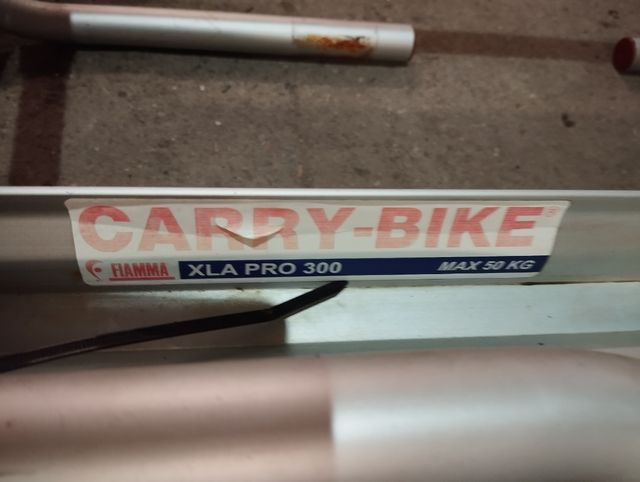 CARRY-BIKE®
FIAMMA XLA PRO 300 MAX 50 KG